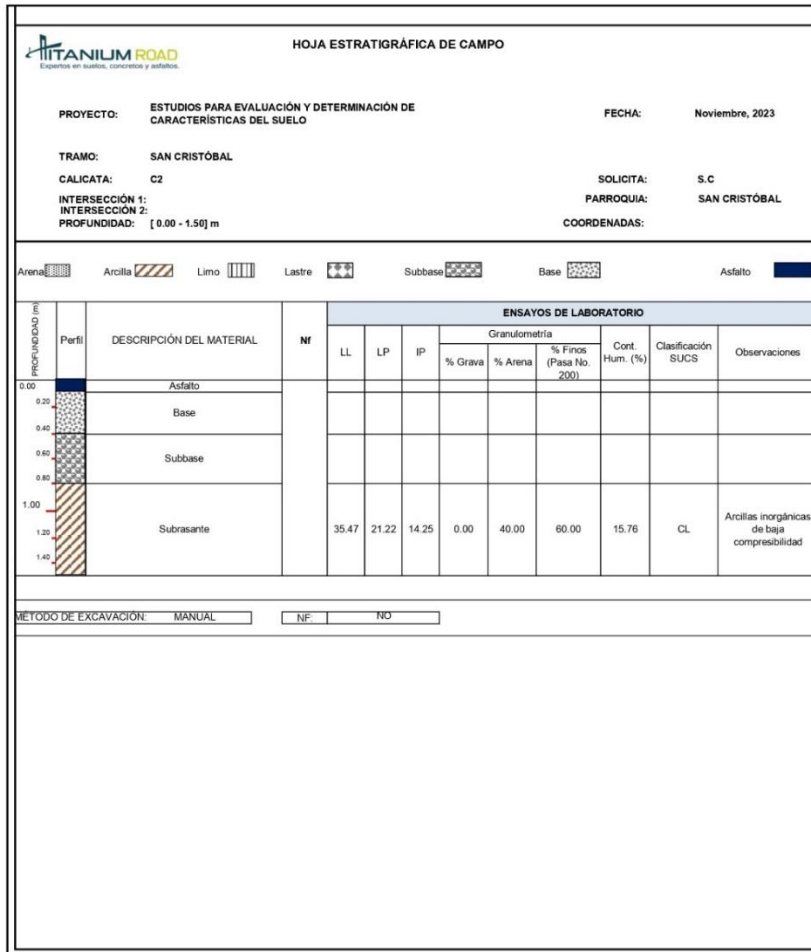 HOJA ESTRATIGRÁFICA DE CAMPO
TITANIUM ROAD
Expertos en suelos, concretos y asfaltos.
PROYECTO: ESTUDIOS PARA EVALUACIÓN Y DETERMINACIÓN DE
CARACTERÍSTICAS DEL SUELO
FECHA: Noviembre, 2023
TRAMO: SAN CRISTÓBAL
CALICATA: C2 SOLICITA: S.C
INTERSECCIÓN 1: PARROQUIA: SAN CRISTÓBAL
INTERSECCIÓN 2:
PROFUNDIDAD: [ 0.00 - 1.50] m COORDENADAS:
Arena Arcilla Limo Lastre Subbase Base Asfalto
PROFUNDIDAD (m) Perfil DESCRIPCIÓN DEL MATERIAL Nf
ENSAYOS DE LABORATORIO
LL LP IP
Granulometría
% Grava % Arena % Finos
(Pasa No.
200)
Cont.
Hum. (%)
Clasificación
SUCS
Observaciones
0.00 Asfalto
0.20
Base
0.40
0.60
Subbase
0.80
1.00
1.20
1.40
Subrasante 35.47 21.22 14.25 0.00 40.00 60.00 15.76 CL
Arcillas inorgánicas
de baja
compresibilidad
MÉTODO DE EXCAVACIÓN: MANUAL NF: NO